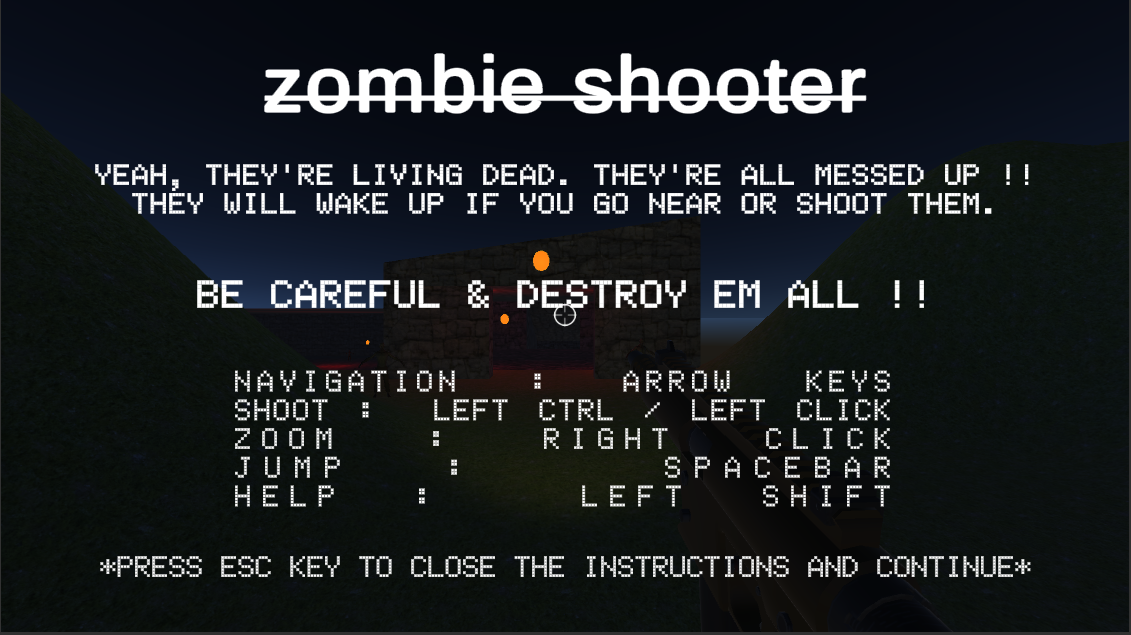 zombie shooter
YEAH, THEY'RE LIVING DEAD. THEY'RE ALL MESSED UP !!
THEY WILL WAKE UP IF YOU GO NEAR OR SHOOT THEM.
BE CAREFUL & DESTROY EM ALL !!
NAVIGATION : ARROW KEYS
SHOOT : LEFT CTRL / LEFT CLICK
ZOOM : RIGHT CLICK
JUMP : SPACEBAR
HELP : LEFT SHIFT
*PRESS ESC KEY TO CLOSE THE INSTRUCTIONS AND CONTINUE*